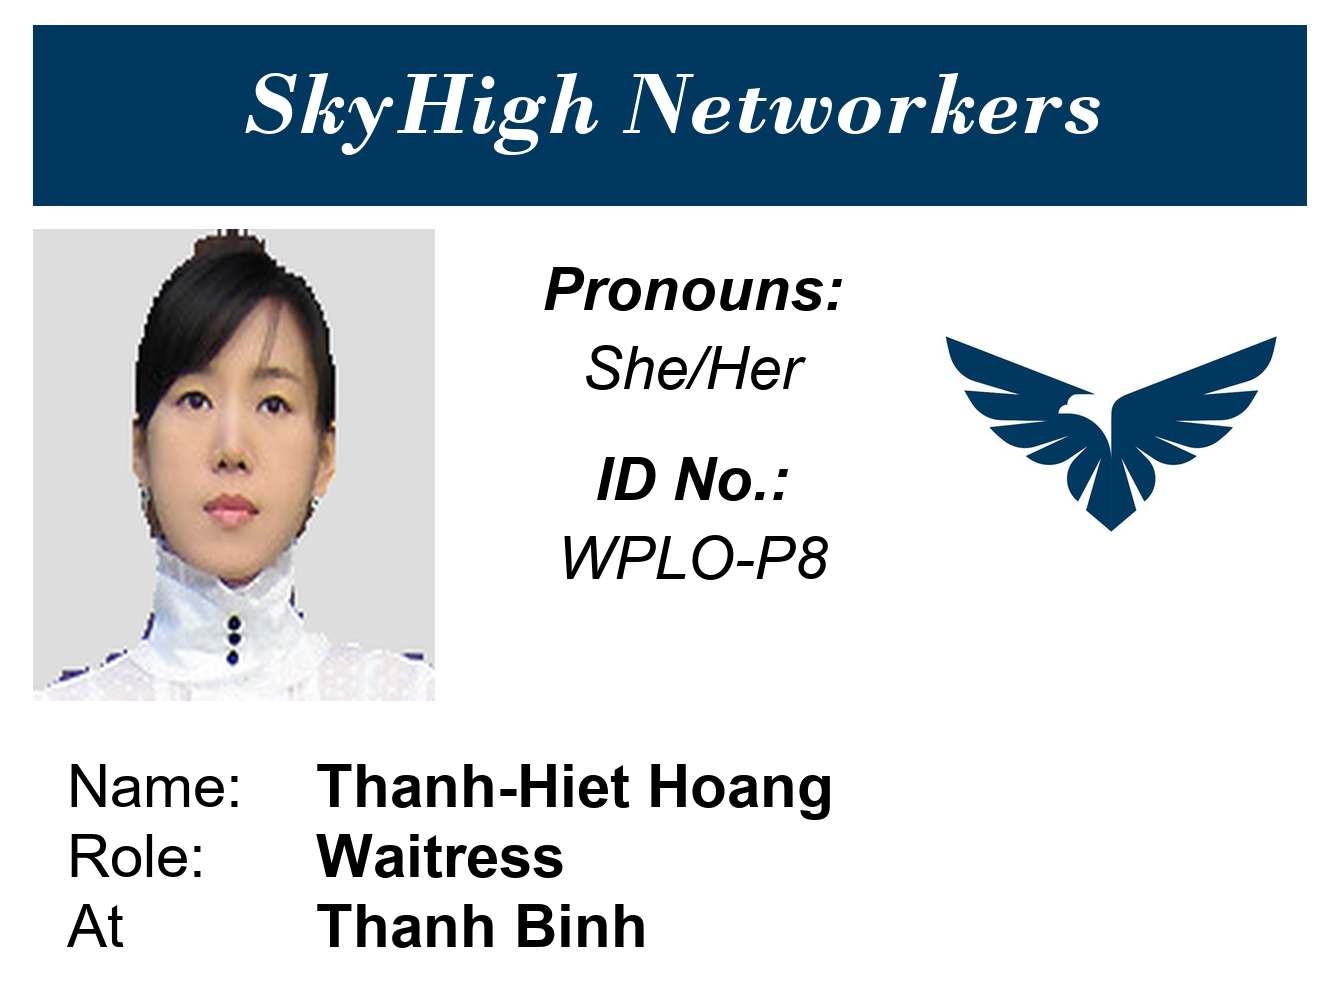 SkyHigh Networkers
Pronouns:
She/Her
ID No.:
WPLO-P8
Name: Thanh-Hiet Hoang
Role: Waitress
At Thanh Binh